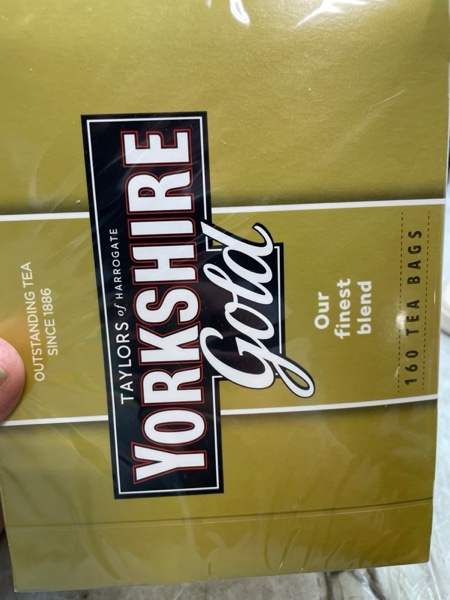 OUTSTANDING TEA
SINCE 1886
TAYLORS of HARROGATE
YORKSHIRE
Gold
Our
finest
blend
160 TEA BAGS